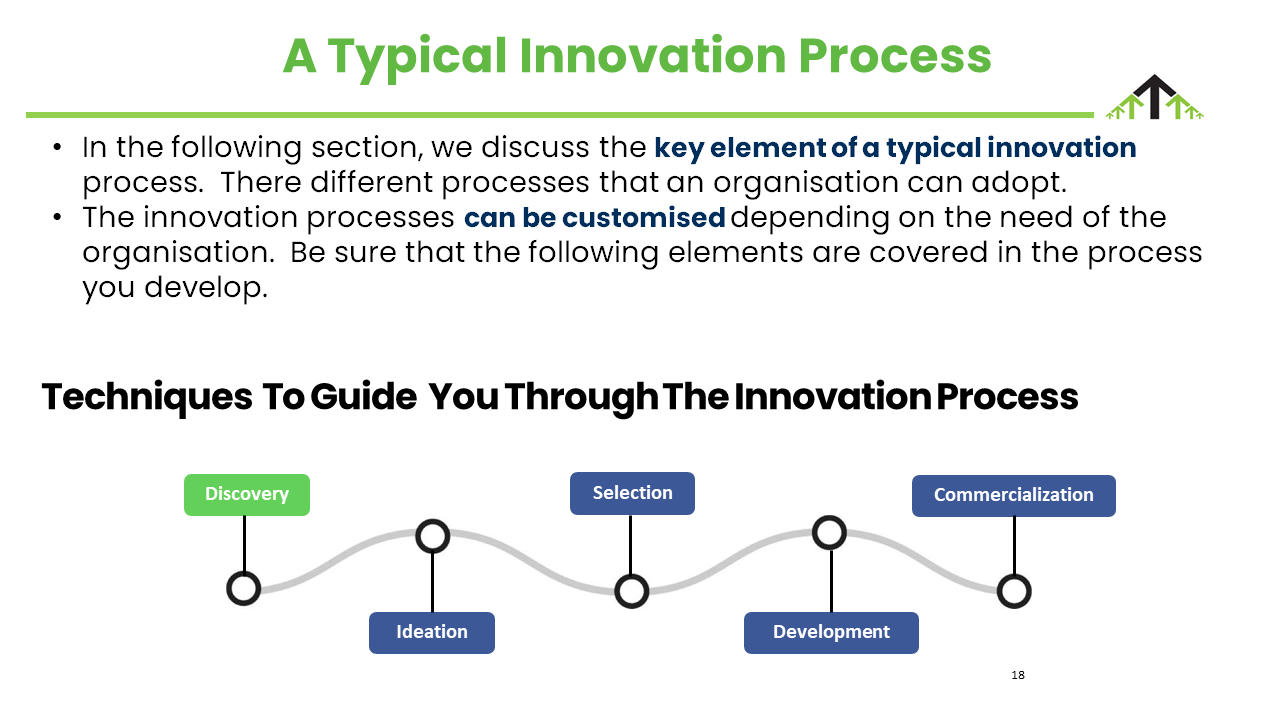 A Typical Innovation Process
• In the following section, we discuss the key element of a typical innovation
process.  There different processes that an organisation can adopt.
• The innovation processes can be customised depending on the need of the
organisation.  Be sure that the following elements are covered in the process
you develop.
Techniques To Guide You Through The Innovation Process
Discovery
Ideation
Selection
Development
Commercialization
18